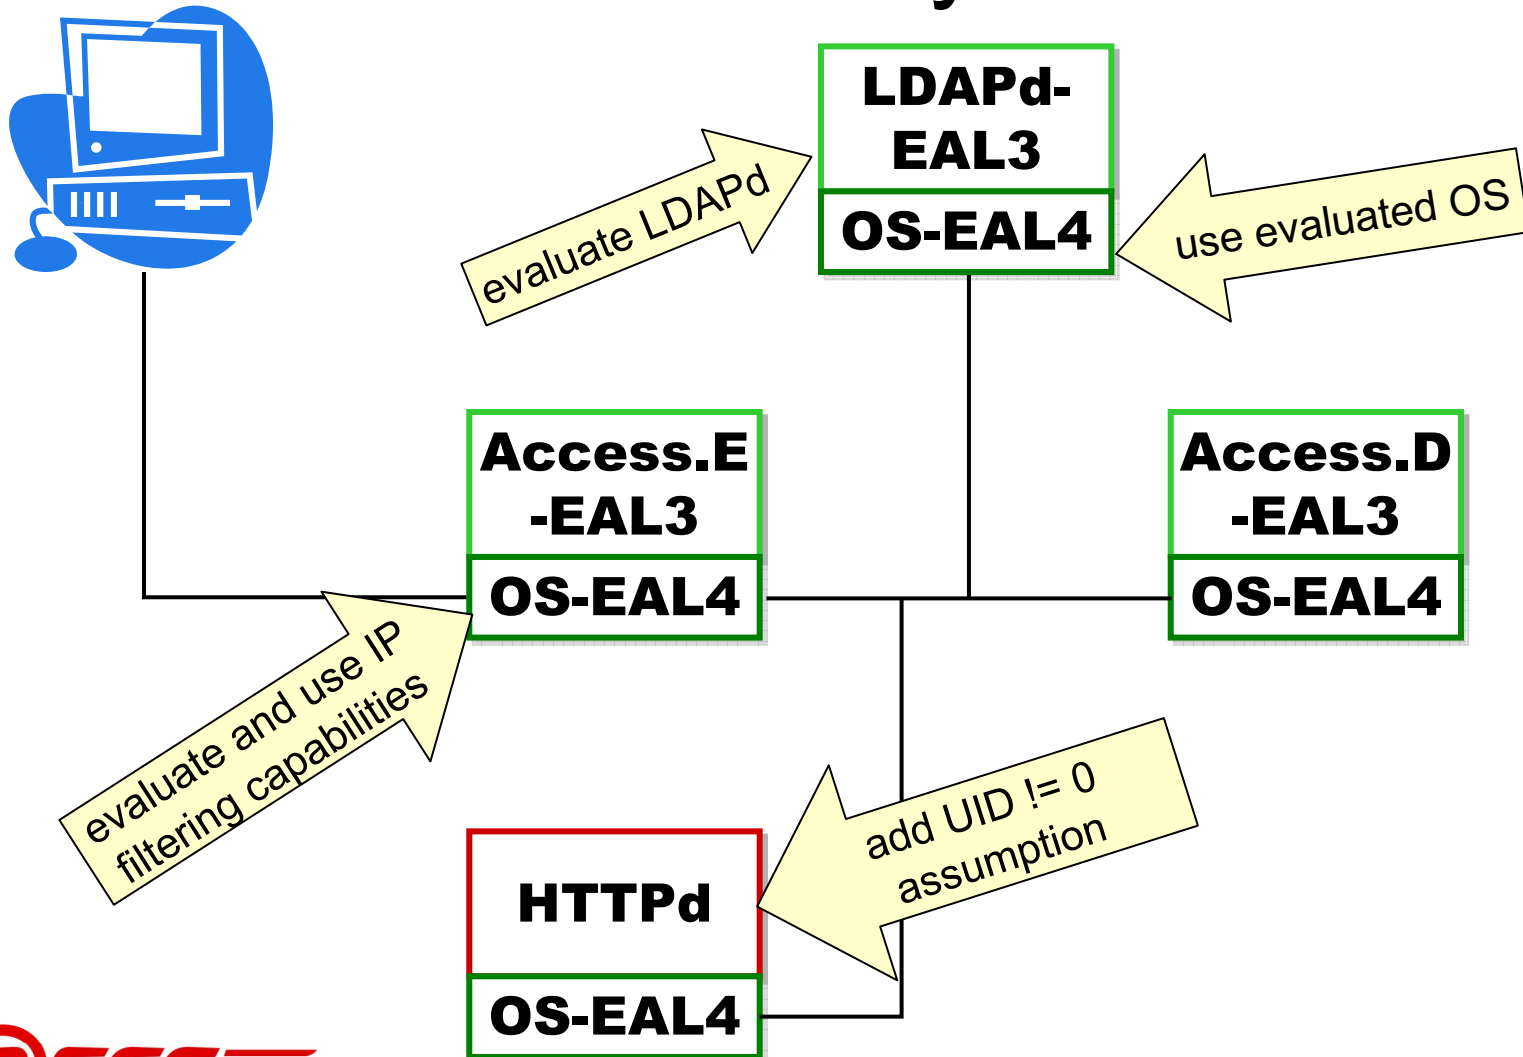 LDAPd-
EAL3
OS-EAL4
evaluate LDAPd
use evaluated OS
Access.E
-EAL3
OS-EAL4
Access.D
-EAL3
OS-EAL4
evaluate and use IP
filtering capabilities
add UID != 0
assumption
HTTPd
OS-EAL4